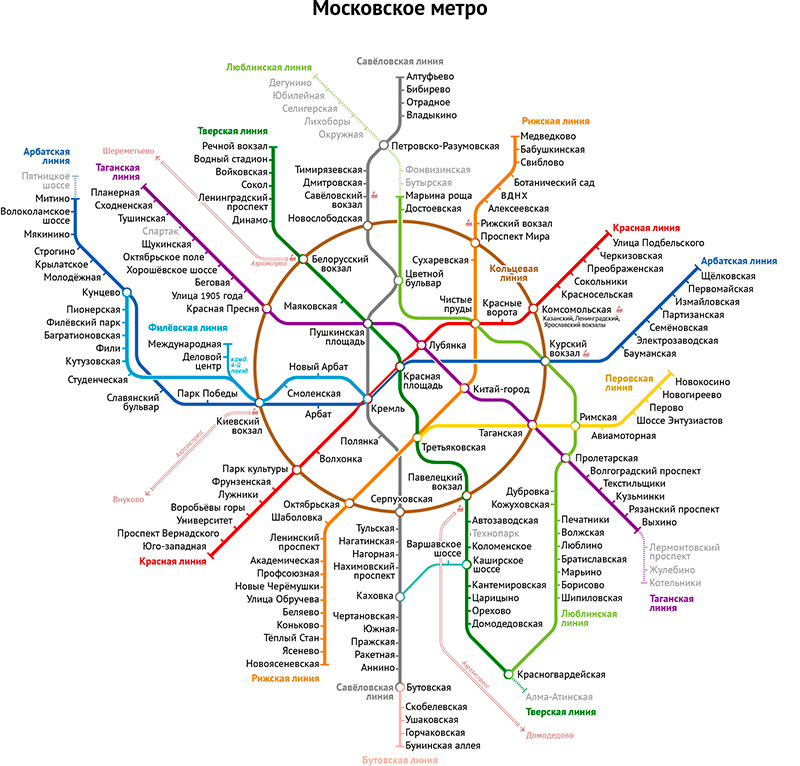 Московское метро
Савёловская линия
Алтуфьево
Бибирево
Отрадное
Владыкино
Петровско-Разумовская
Тимирязевская
Дмитровская
Савёловский
вокзал
Новослободская
Люблинская линия
Дегунино
Юбилейная
Селигерская
Лихоборы
Окружная
Фонвизинская
Бутырская
Марьина роща
Достоевская
Тверская линия
Речной вокзал
Водный стадион
Войковская
Сокол
Ленинградский
проспект
Динамо
Белорусский
вокзал
Маяковская
Рижская линия
Медведково
Бабушкинская
Свиблово
Ботанический сад
ВДНХ
Алексеевская
Рижский вокзал
Проспект Мира
Сухаревская
Кольцевая
линия
Цветной
бульвар
Чистые
пруды
Красные
ворота
Арбатская
линия
Пятницкое
шоссе
Митино
Волоколамское
шоссе
Мякинино
Строгино
Крылатское
Молодёжная
Кунцево
Пионерская
Филёвский парк
Багратионовская
Фили
Кутузовская
Студенческая
Славянский
бульвар
Шереметьево
Аэроэкспресс
Таганская
линия
Планерная
Сходненская
Тушинская
Спартак
Щукинская
Октябрьское поле
Хорошёвское шоссе
Беговая
Улица 1905 года
Красная Пресня
Филёвская линия
Международная
Деловой
центр
кажд.
4-й
поезд
Парк Победы
Киевский
вокзал
Новый Арбат
Смоленская
Арбат
Пушкинская
площадь
Лубянка
Красная
площадь
Кремль
Китай-город
Красная линия
Улица Подбельского
Черкизовская
Преображенская
Сокольники
Красносельская
Комсомольская
Казанский, Ленинградский,
Ярославский вокзалы
Арбатская линия
Щёлковская
Первомайская
Измайловская
Партизанская
Семёновская
Электрозаводская
Бауманская
Курский
вокзал
Перовская
линия
Новокосино
Новогиреево
Перово
Шоссе Энтузиастов
Авиамоторная
Римская
Таганская
Третьяковская
Пролетарская
Волгоградский проспект
Текстильщики
Кузьминки
Рязанский проспект
Выхино
Лермонтовский
проспект
Жулебино
Котельники
Таганская
линия
Полянка
Волхонка
Парк культуры
Фрунзенская
Лужники
Воробьёвы горы
Университет
Проспект Вернадского
Юго-западная
Красная линия
Аэроэкспресс
Внуково
Октябрьская
Шаболовка
Ленинский
проспект
Академическая
Профсоюзная
Новые Черёмушки
Улица Обручева
Беляево
Коньково
Тёплый Стан
Ясенево
Новоясеневская
Рижская линия
Серпуховская
Тульская
Нагатинская
Нагорная
Нахимовский
проспект
Каховка
Чертановская
Южная
Пражская
Ракетная
Аннино
Савёловская
линия
Бутовская
Скобелевская
Ушаковская
Горчаковская
Бунинская аллея
Бутовская линия
Павелецкий
вокзал
Автозаводская
Технопарк
Коломенское
Варшавское
шоссе
Каширское
шоссе
Кантемировская
Царицыно
Орехово
Домодедовская
Дубровка
Кожуховская
Печатники
Волжская
Люблино
Братиславская
Марьино
Борисово
Шипиловская
Люблинская
линия
Красногвардейская
Алма-Атинская
Тверская линия
Аэроэкспресс
Домодедово